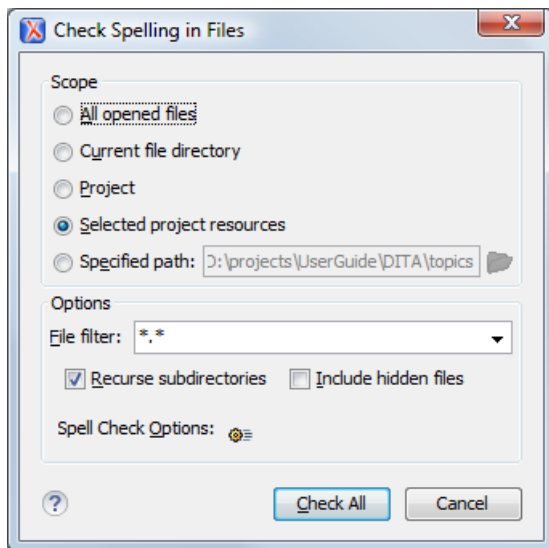 Check Spelling in Files
Scope
All opened files
Current file directory
Project
Selected project resources
Specified path: D:\projects\UserGuide\DITA\topics
Options
File filter: *.*
Recurse subdirectories Include hidden files
Spell Check Options:
? Check All Cancel